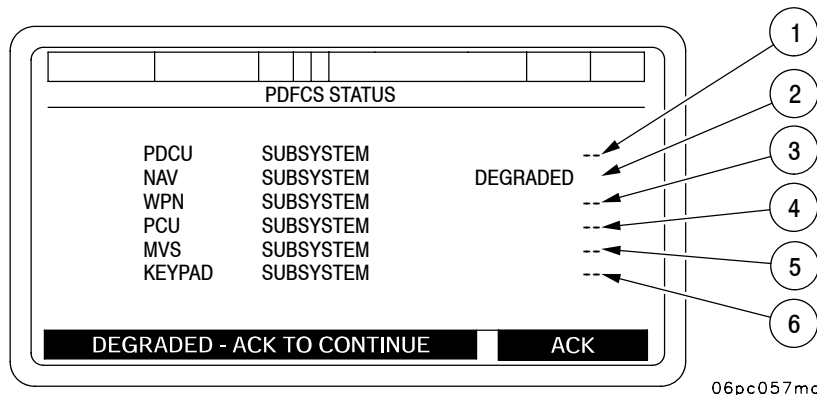 PDFCS STATUS
PDCU SUBSYSTEM -- 1
NAV SUBSYSTEM DEGRADED 2
WPN SUBSYSTEM -- 3
PCU SUBSYSTEM -- 4
MVS SUBSYSTEM -- 5
KEYPAD SUBSYSTEM -- 6
DEGRADED - ACK TO CONTINUE ACK